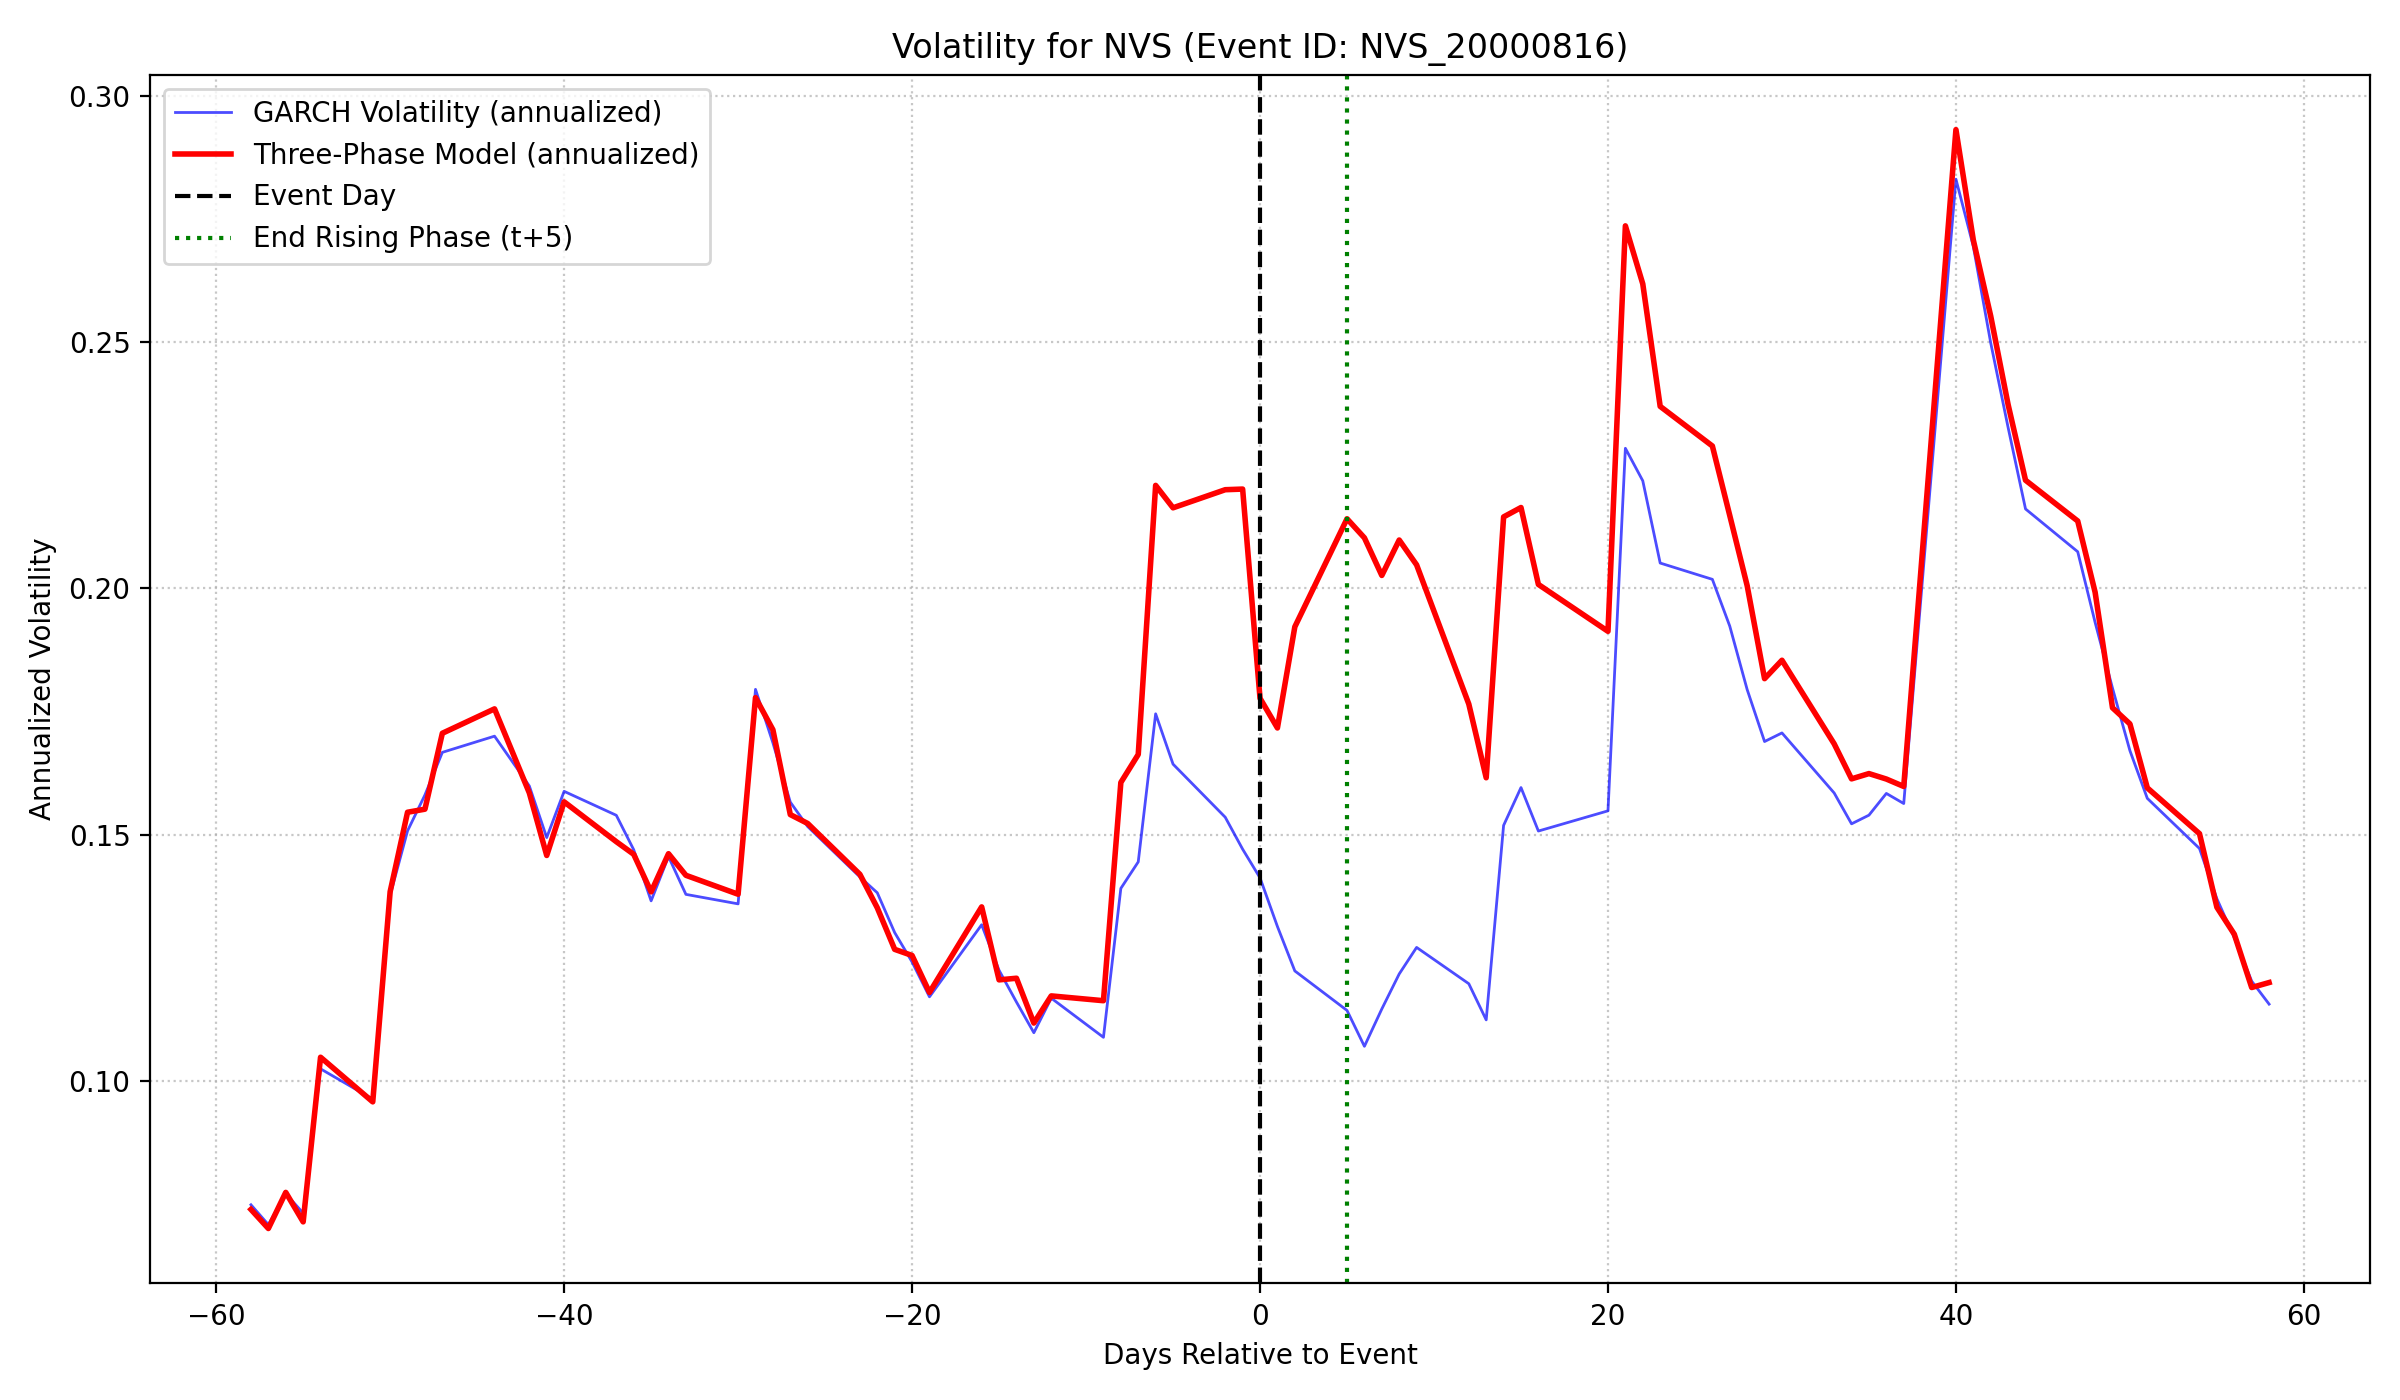 Volatility for NVS (Event ID: NVS_20000816)
GARCH Volatility (annualized)
Three-Phase Model (annualized)
Event Day
End Rising Phase (t+5)
Annualized Volatility
0.30
0.25
0.20
0.15
0.10
−60
−40
−20
0
20
40
60
Days Relative to Event